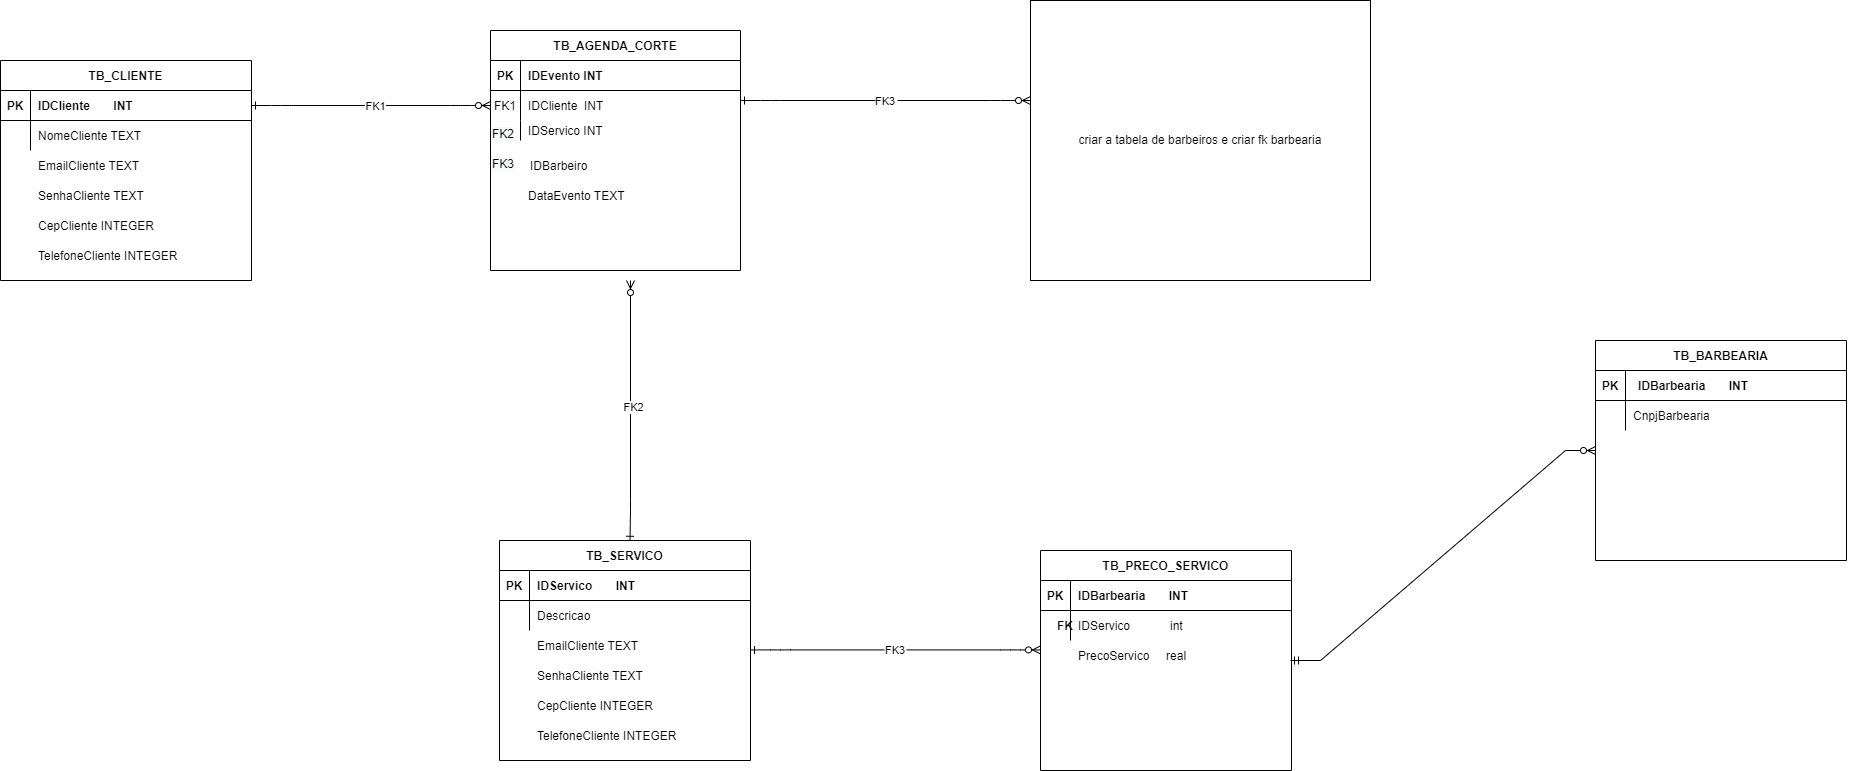 TB_CLIENTE
PK IDCliente INT
NomeCliente TEXT
EmailCliente TEXT
SenhaCliente TEXT
CepCliente INTEGER
TelefoneCliente INTEGER
FK1
TB_AGENDA_CORTE
PK IDEvento INT
FK1 IDCliente INT
FK2 IDServico INT
FK3 IDBarbeiro
DataEvento TEXT
FK3
criar a tabela de barbeiros e criar fk barbearia
FK2
TB_SERVICO
PK IDServico INT
Descricao
EmailCliente TEXT
SenhaCliente TEXT
CepCliente INTEGER
TelefoneCliente INTEGER
FK3
TB_PRECO_SERVICO
PK IDBarbearia INT
FK IDServico int
PrecoServico real
TB_BARBEARIA
PK IDBarbearia INT
CnpjBarbearia